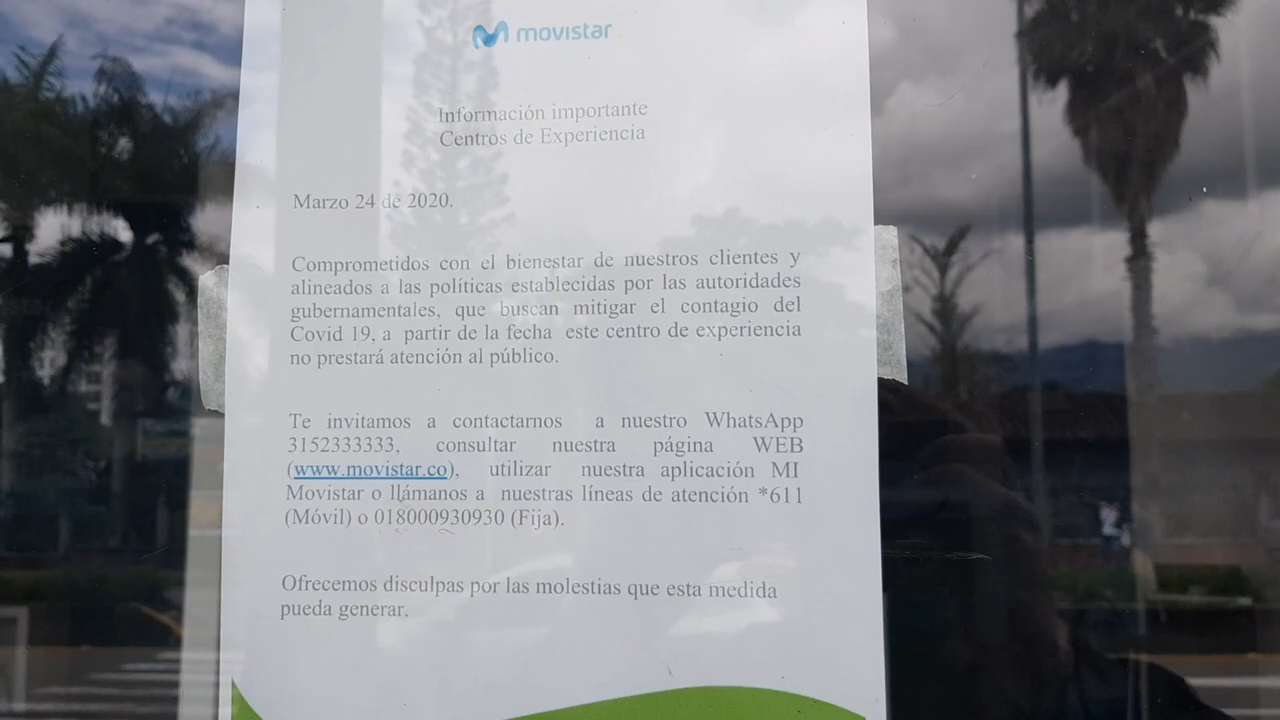 movistar
Información importante
Centros de Experiencia
Marzo 24 de 2020.
Comprometidos con el bienestar de nuestros clientes y
alineados a las políticas establecidas por las autoridades
gubernamentales, que buscan mitigar el contagio del
Covid 19, a partir de la fecha este centro de experiencia
no prestará atención al público.
Te invitamos a contactarnos a nuestro WhatsApp
3152333333, consultar nuestra página WEB
(www.movistar.co), utilizar nuestra aplicación MI
Movistar o llámanos a nuestras líneas de atención *611
(Móvil) o 018000930930 (Fija).
Ofrecemos disculpas por las molestias que esta medida
pueda generar.